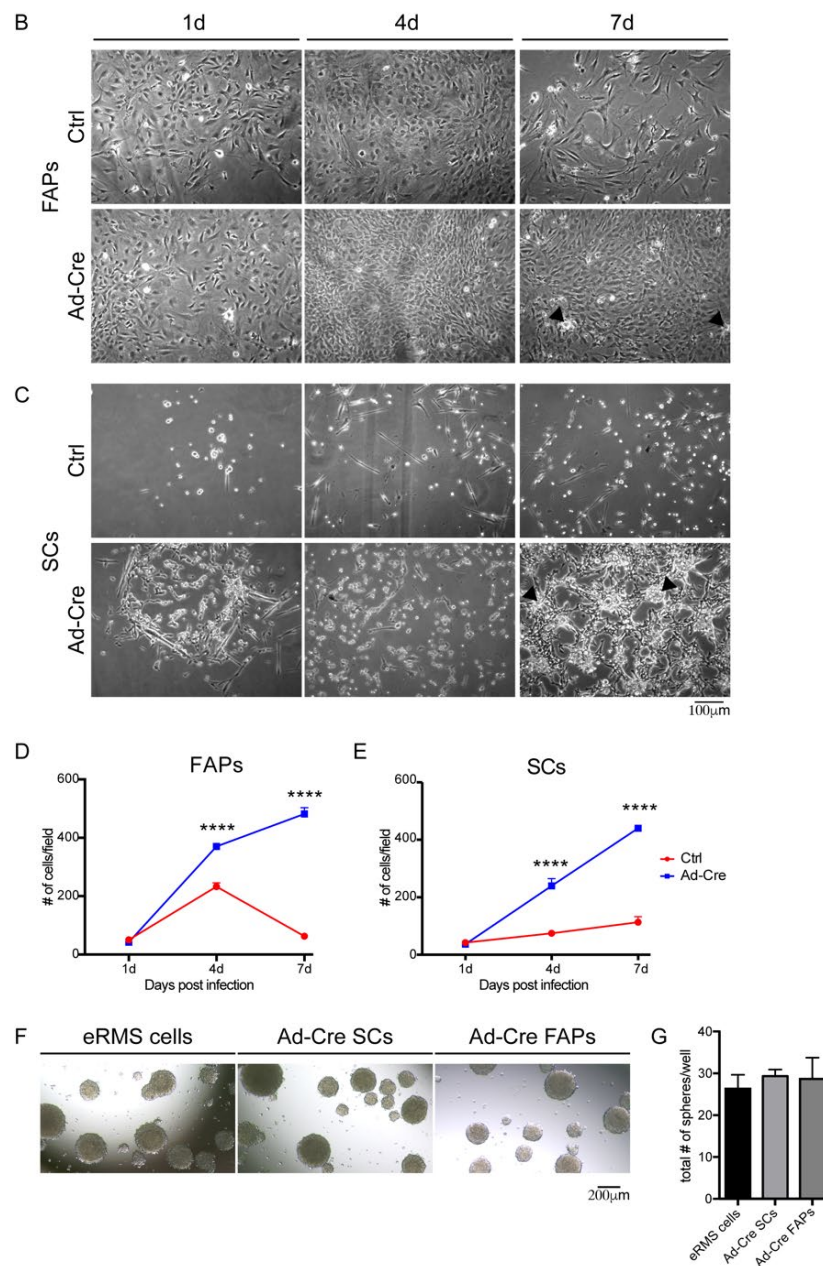 B
1d 4d 7d
FAPs
Ctrl
Ad-Cre
C
SCs
Ctrl
Ad-Cre
100µm
D
FAPs
# of cells/field
600
400
200
0
****
****
1d 4d 7d
Days post infection
E
SCs
# of cells/field
600
400
200
0
****
****
1d 4d 7d
Days post infection
Ctrl
Ad-Cre
F
eRMS cells Ad-Cre SCs Ad-Cre FAPs
200µm
G
total # of spheres/well
40
30
20
10
0
eRMS cells
Ad-Cre SCs
Ad-Cre FAPs